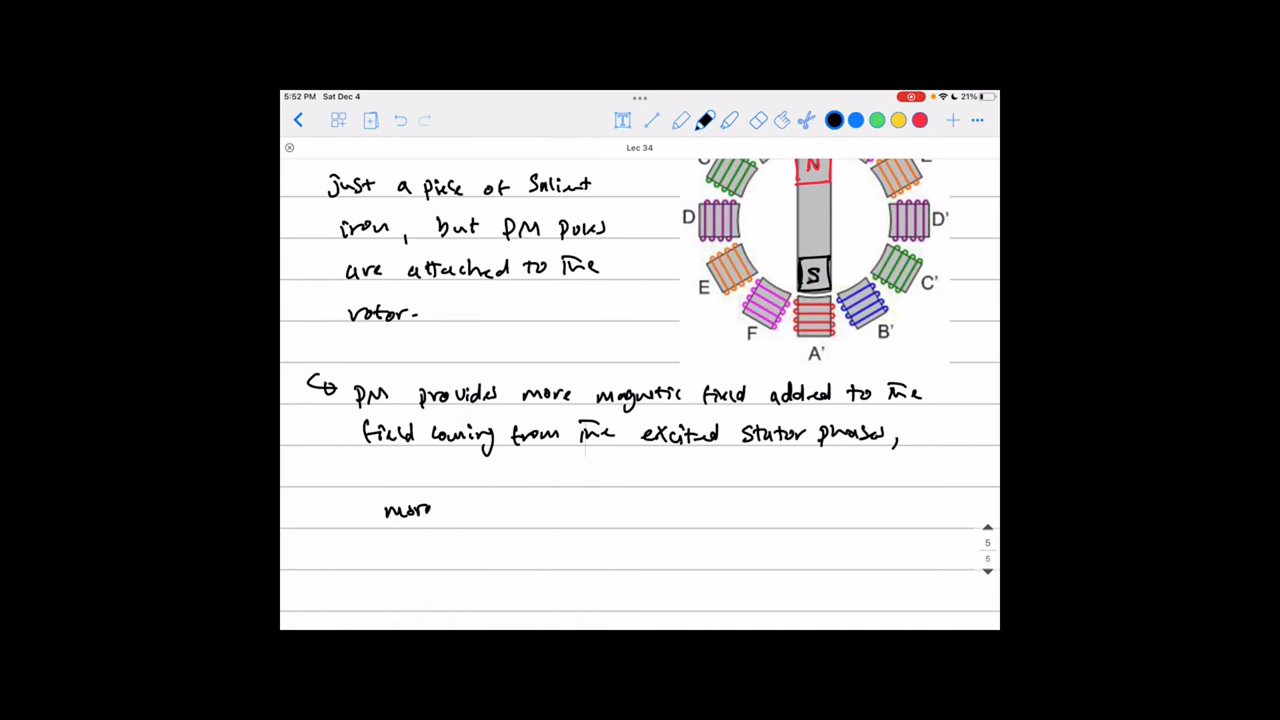 5:52 PM Sat Dec 4
21%
Lec 34
just a piece of salient
iron, but PM poles
are attached to the
rotor.
N
D
D'
E
S
C'
F
B'
A'
PM provides more magnetic field added to the
field coming from the excited stator phases,
more
5
5